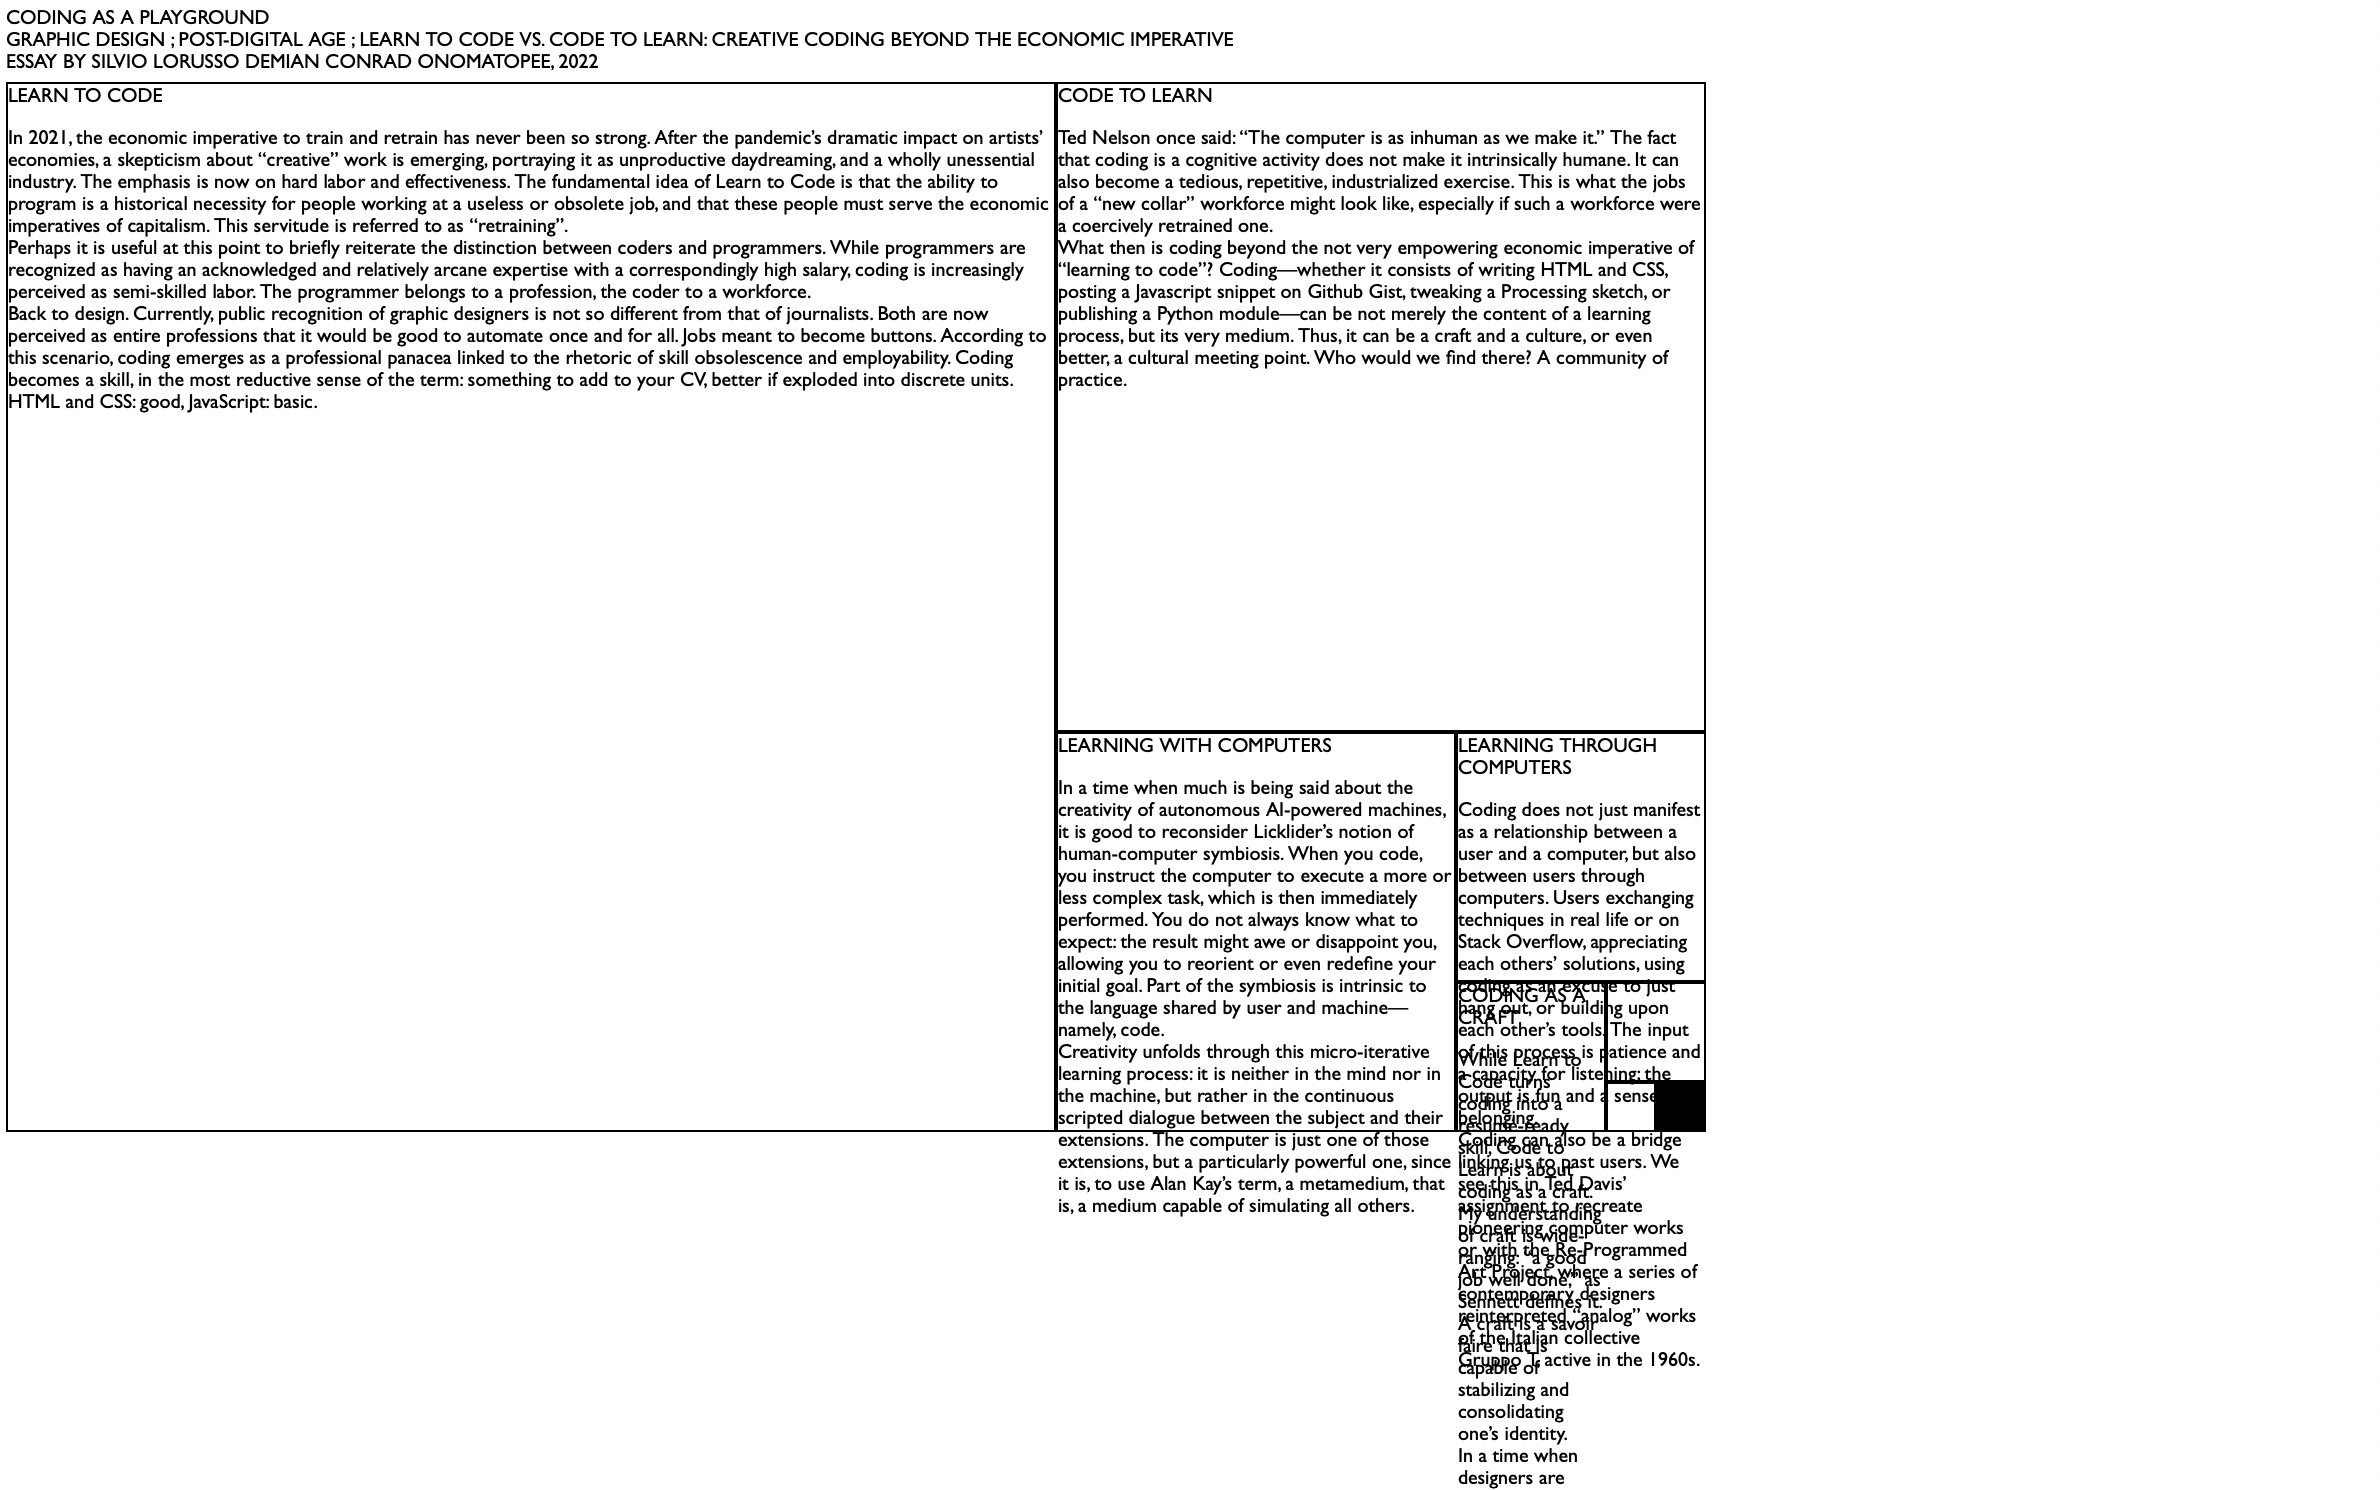 CODING AS A PLAYGROUND
GRAPHIC DESIGN ; POST-DIGITAL AGE ; LEARN TO CODE VS. CODE TO LEARN: CREATIVE CODING BEYOND THE ECONOMIC IMPERATIVE
ESSAY BY SILVIO LORUSSO DEMIAN CONRAD ONOMATOPEE, 2022
LEARN TO CODE
In 2021, the economic imperative to train and retrain has never been so strong. After the pandemic’s dramatic impact on artists’
economies, a skepticism about “creative” work is emerging, portraying it as unproductive daydreaming, and a wholly unessential
industry. The emphasis is now on hard labor and effectiveness. The fundamental idea of Learn to Code is that the ability to
program is a historical necessity for people working at a useless or obsolete job, and that these people must serve the economic
imperatives of capitalism. This servitude is referred to as “retraining”.
Perhaps it is useful at this point to briefly reiterate the distinction between coders and programmers. While programmers are
recognized as having an acknowledged and relatively arcane expertise with a correspondingly high salary, coding is increasingly
perceived as semi-skilled labor. The programmer belongs to a profession, the coder to a workforce.
Back to design. Currently, public recognition of graphic designers is not so different from that of journalists. Both are now
perceived as entire professions that it would be good to automate once and for all. Jobs meant to become buttons. According to
this scenario, coding emerges as a professional panacea linked to the rhetoric of skill obsolescence and employability. Coding
becomes a skill, in the most reductive sense of the term: something to add to your CV, better if exploded into discrete units.
HTML and CSS: good, JavaScript: basic.
CODE TO LEARN
Ted Nelson once said: “The computer is as inhuman as we make it.” The fact
that coding is a cognitive activity does not make it intrinsically humane. It can
also become a tedious, repetitive, industrialized exercise. This is what the jobs
of a “new collar” workforce might look like, especially if such a workforce were
a coercively retrained one.
What then is coding beyond the not very empowering economic imperative of
“learning to code”? Coding—whether it consists of writing HTML and CSS,
posting a Javascript snippet on Github Gist, tweaking a Processing sketch, or
publishing a Python module—can be not merely the content of a learning
process, but its very medium. Thus, it can be a craft and a culture, or even
better, a cultural meeting point. Who would we find there? A community of
practice.
LEARNING WITH COMPUTERS
In a time when much is being said about the
creativity of autonomous AI-powered machines,
it is good to reconsider Licklider’s notion of
human-computer symbiosis. When you code,
you instruct the computer to execute a more or
less complex task, which is then immediately
performed. You do not always know what to
expect: the result might awe or disappoint you,
allowing you to reorient or even redefine your
initial goal. Part of the symbiosis is intrinsic to
the language shared by user and machine—
namely, code.
Creativity unfolds through this micro-iterative
learning process: it is neither in the mind nor in
the machine, but rather in the continuous
scripted dialogue between the subject and their
extensions. The computer is just one of those
extensions, but a particularly powerful one, since
it is, to use Alan Kay’s term, a metamedium, that
is, a medium capable of simulating all others.
LEARNING THROUGH
COMPUTERS
Coding does not just manifest
as a relationship between a
user and a computer, but also
between users through
computers. Users exchanging
techniques in real life or on
Stack Overflow, appreciating
each others’ solutions, using
coding as an excuse to just
hang out, or building upon
each other’s tools. The input
of this process is patience and
a capacity for listening; the
output is fun and a sense
belonging.
Coding can also be a bridge
linking us to past users. We
see this in Ted Davis’
assignment to recreate
pioneering computer works
or with the Re-Programmed
Art Project, where a series of
contemporary designers
reinterpreted “analog” works
of the Italian collective
Gruppo T, active in the 1960s.
CODING AS A
CRAFT
While Learn to
Code turns
coding into a
resume-ready
skill, Code to
Learn is about
coding as a craft.
My understanding
of craft is wide-
ranging: “a good
job well done,” as
Sennett defines it.
A craft is a savoir
faire that is
capable of
stabilizing and
consolidating
one’s identity.
In a time when
designers are